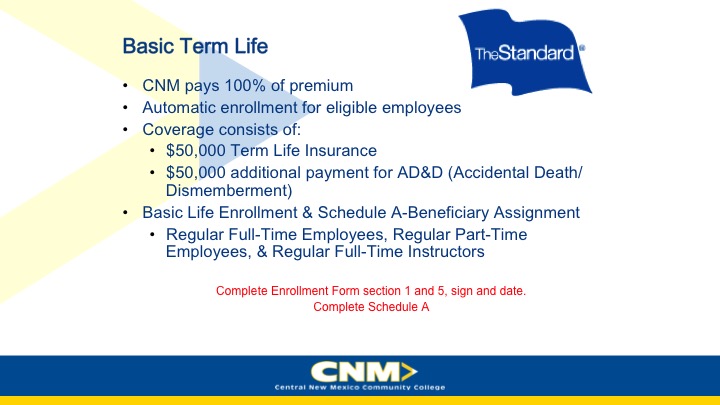 Basic Term Life
TheStandard®
• CNM pays 100% of premium
• Automatic enrollment for eligible employees
• Coverage consists of:
• $50,000 Term Life Insurance
• $50,000 additional payment for AD&D (Accidental Death/
Dismemberment)
• Basic Life Enrollment & Schedule A-Beneficiary Assignment
• Regular Full-Time Employees, Regular Part-Time
Employees, & Regular Full-Time Instructors
Complete Enrollment Form section 1 and 5, sign and date.
Complete Schedule A
CNM
Central New Mexico Community College